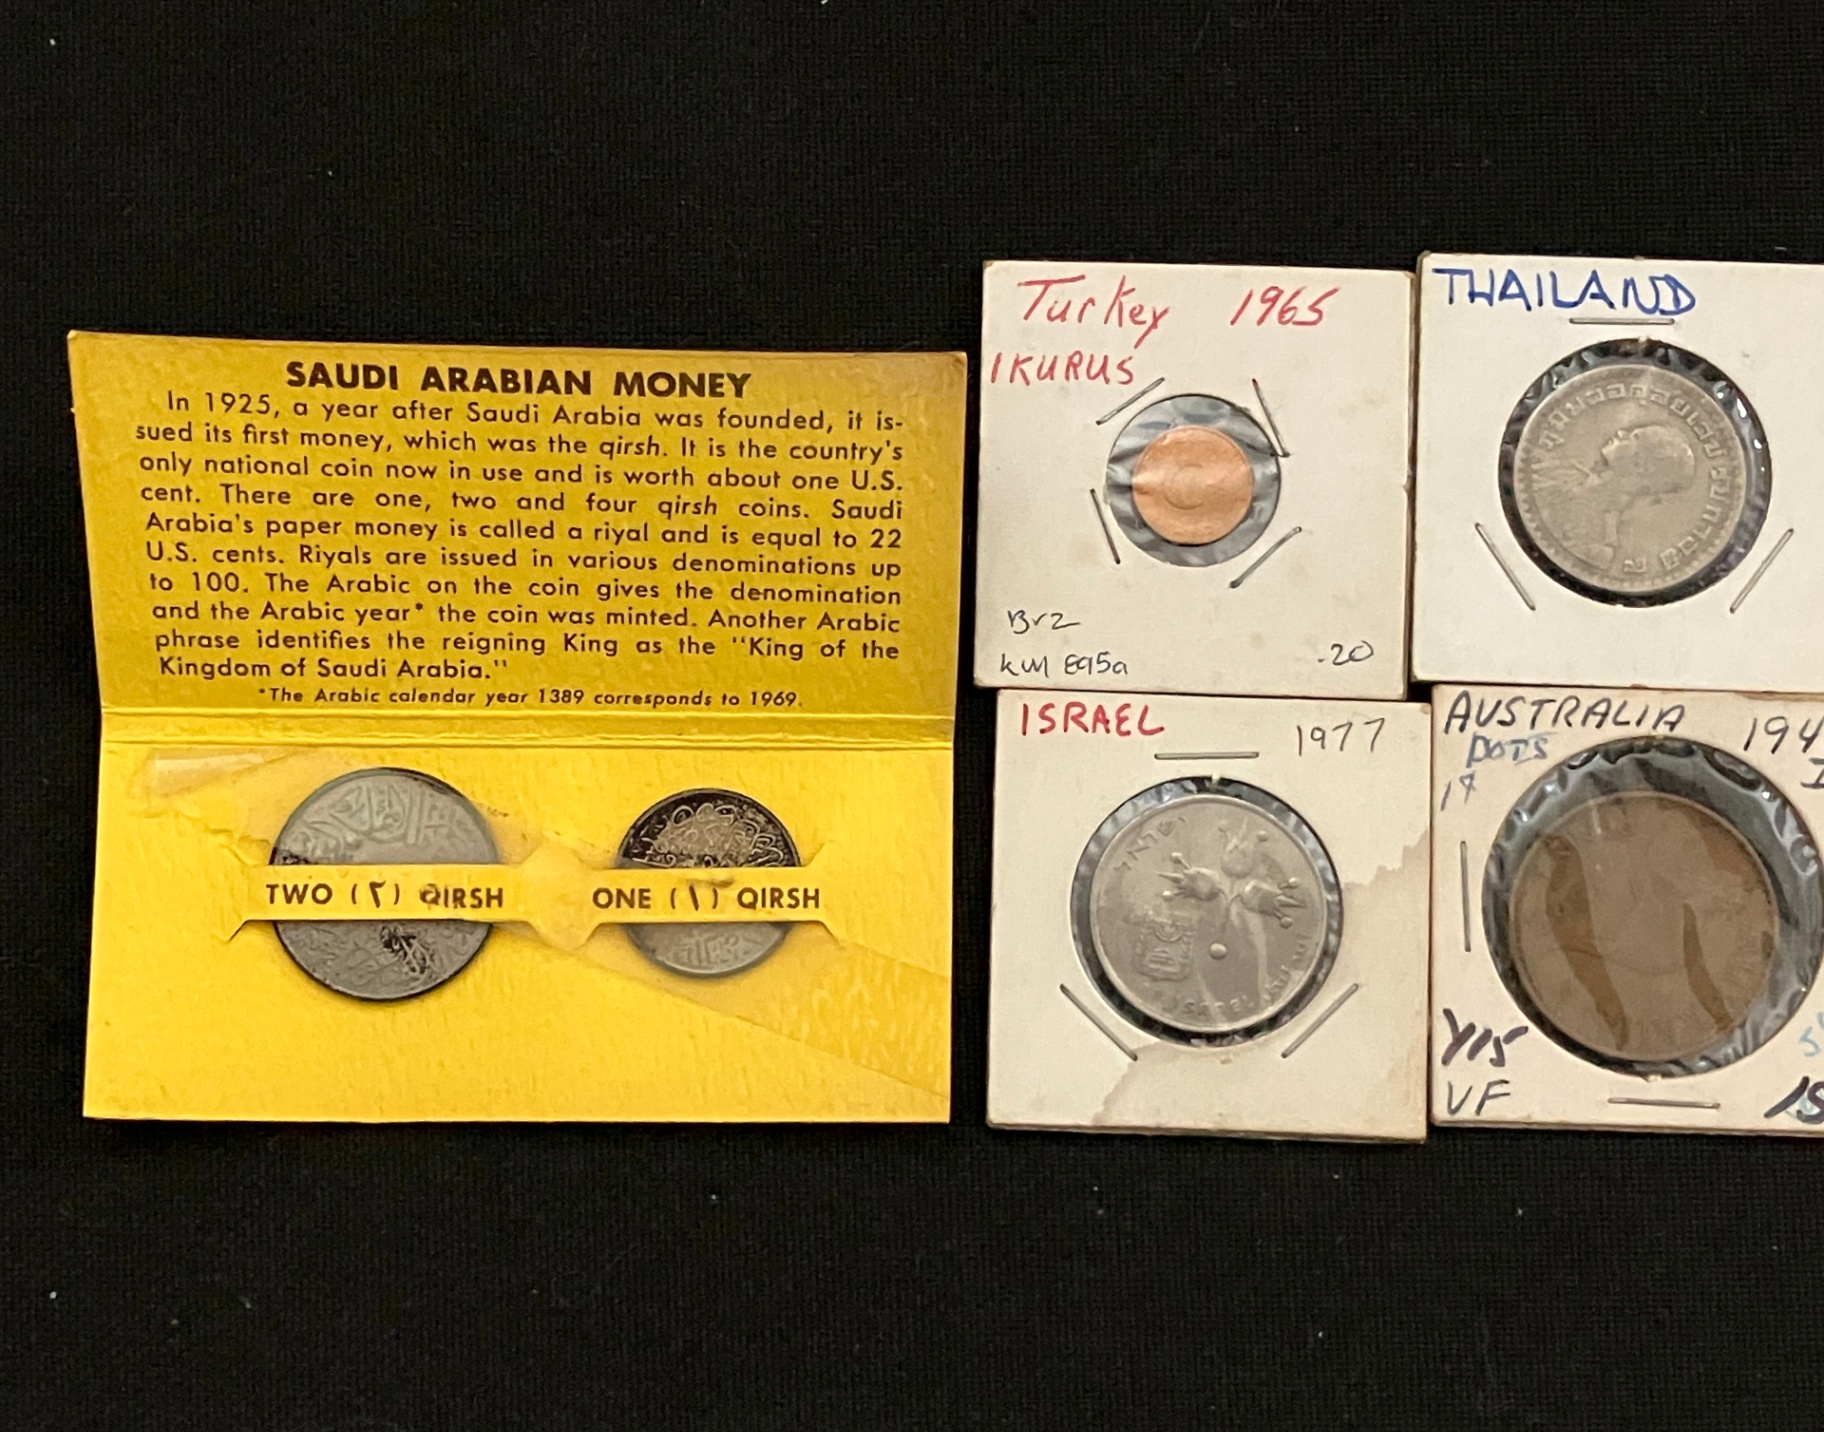 SAUDI ARABIAN MONEY
In 1925, a year after Saudi Arabia was founded, it is-
sued its first money, which was the qirsh. It is the country's
only national coin now in use and is worth about one U.S.
cent. There are one, two and four qirsh coins. Saudi
Arabia's paper money is called a riyal and is equal to 22
U.S. cents. Riyals are issued in various denominations up
to 100. The Arabic on the coin gives the denomination
and the Arabic year* the coin was minted. Another Arabic
phrase identifies the reigning King as the "King of the
Kingdom of Saudi Arabia."
*The Arabic calendar year 1389 corresponds to 1969.
TWO (٢) QIRSH
ONE (١) QIRSH
Turkey 1965
1KURUS
Brz
.20
THAILAND
ISRAEL 1977
ישראל
ISRAEL
AUSTRALIA 194
DOTS
Y15
VF